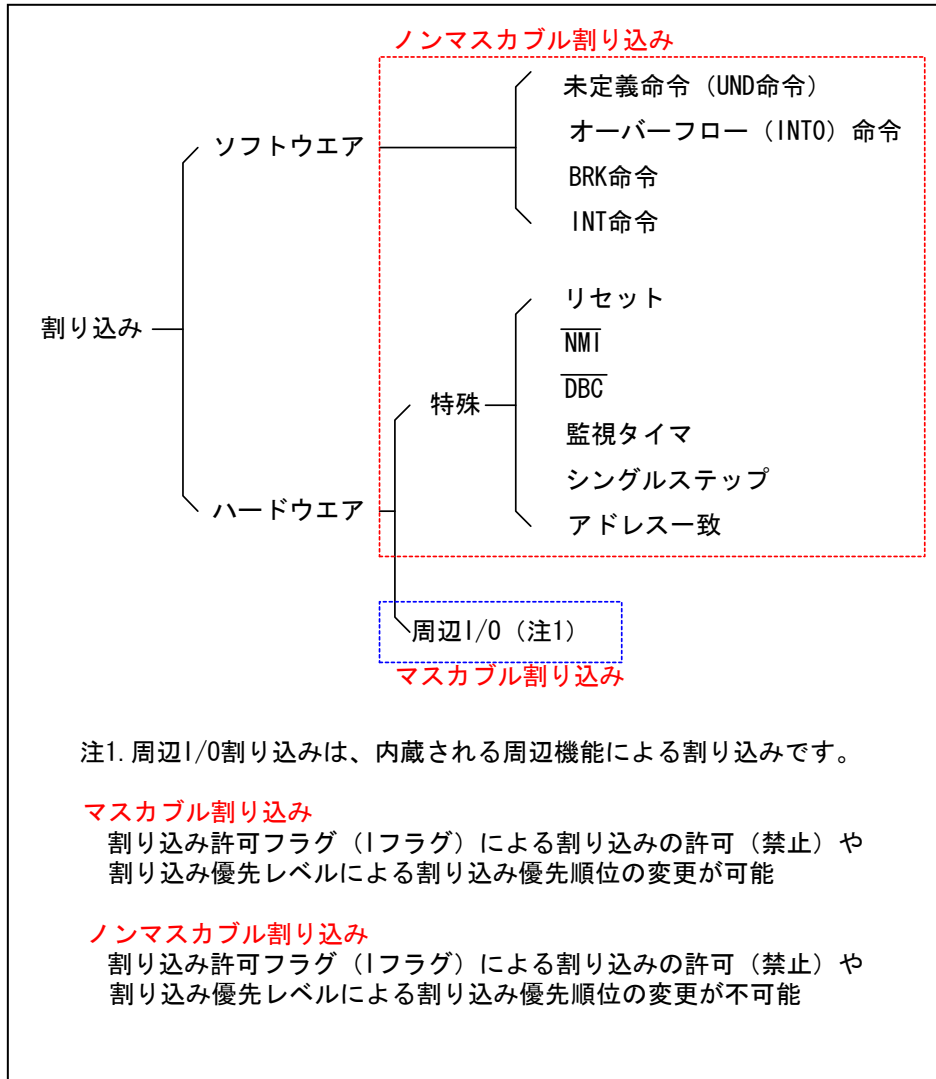 ノンマスカブル割り込み
未定義命令（UND命令）
オーバーフロー（INTO）命令
BRK命令
INT命令
ソフトウエア
割り込み
リセット
NMI
DBC
監視タイマ
シングルステップ
アドレス一致
特殊
ハードウエア
周辺I/O（注1）
マスカブル割り込み
注1. 周辺I/O割り込みは、内蔵される周辺機能による割り込みです。
マスカブル割り込み
割り込み許可フラグ（Iフラグ）による割り込みの許可（禁止）や
割り込み優先レベルによる割り込み優先順位の変更が可能
ノンマスカブル割り込み
割り込み許可フラグ（Iフラグ）による割り込みの許可（禁止）や
割り込み優先レベルによる割り込み優先順位の変更が不可能